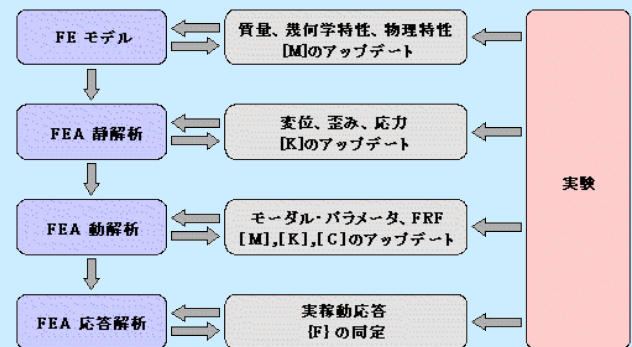 FE モデル
質量、幾何学特性、物理特性
[M]のアップデート
FEA 静解析
変位、歪み、応力
[K]のアップデート
実験
FEA 動解析
モーダル・パラメータ、FRF
[M],[K],[C]のアップデート
FEA 応答解析
実稼動応答
{F} の同定